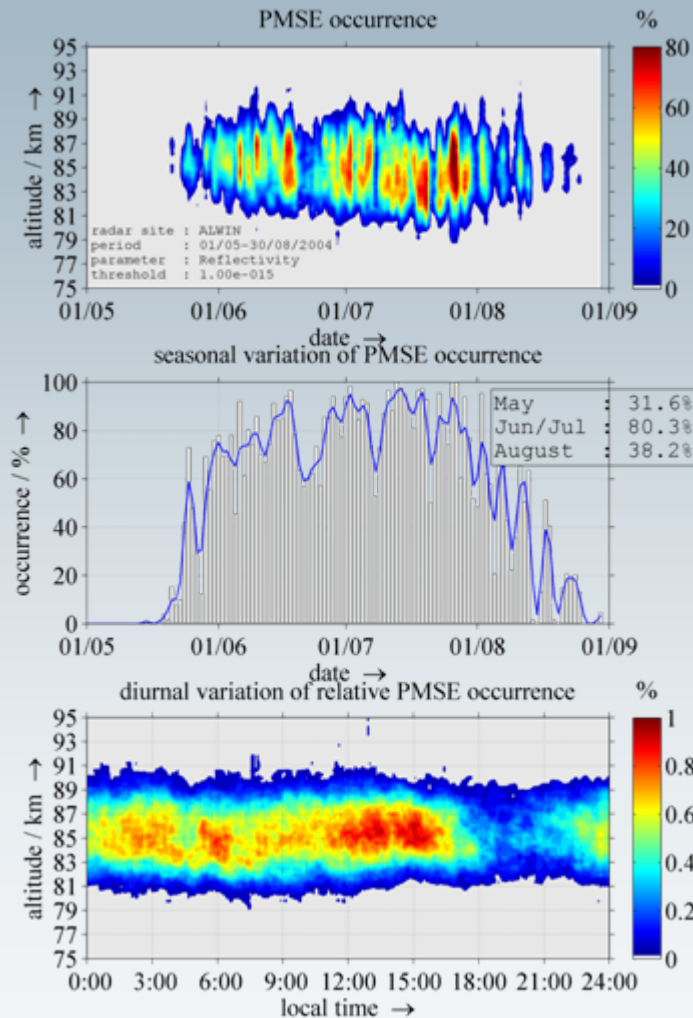 PMSE occurrence
%
95
93
91
89
87
85
83
81
79
77
75
altitude / km →
radar site : ALWIN
period : 01/05-30/08/2004
parameter : Reflectivity
threshold : 1.00e-015
80
60
40
20
0
01/05 01/06 01/07 01/08 01/09
date →
seasonal variation of PMSE occurrence
100
80
60
40
20
0
occurrence / % →
May : 31.6%
Jun/Jul : 80.3%
August : 38.2%
01/05 01/06 01/07 01/08 01/09
date →
diurnal variation of relative PMSE occurrence
%
95
93
91
89
87
85
83
81
79
77
75
altitude / km →
1
0.8
0.6
0.4
0.2
0
0:00 3:00 6:00 9:00 12:00 15:00 18:00 21:00 24:00
local time →